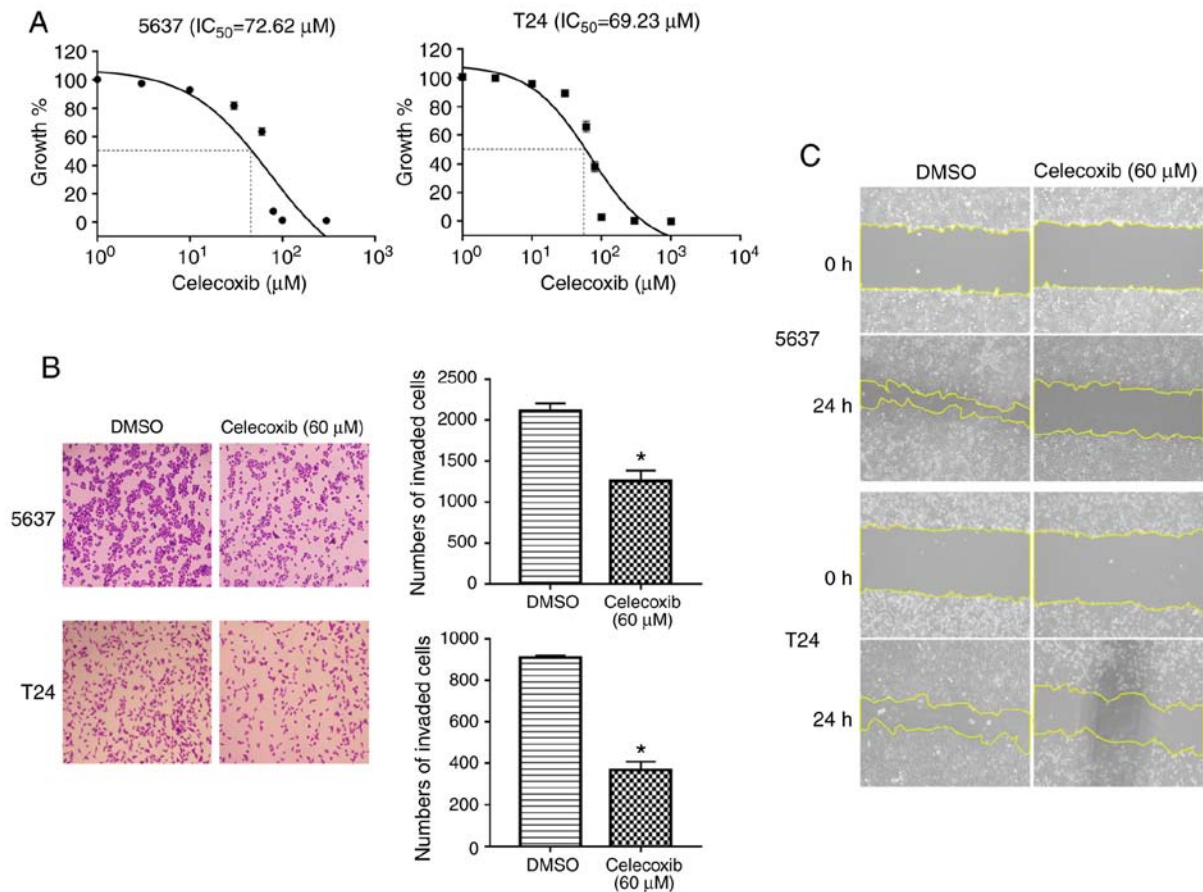 A
5637 (IC50=72.62 μM)
120
100
80
60
40
20
0
Growth %
10^0
10^1
10^2
10^3
Celecoxib (μM)
T24 (IC50=69.23 μM)
120
100
80
60
40
20
0
Growth %
10^0
10^1
10^2
10^3
10^4
Celecoxib (μM)
B
DMSO
Celecoxib (60 μM)
5637
T24
2500
2000
1500
1000
500
0
Numbers of invaded cells
*
DMSO
Celecoxib
(60 μM)
1000
800
600
400
200
0
Numbers of invaded cells
*
DMSO
Celecoxib
(60 μM)
C
DMSO
Celecoxib (60 μM)
0 h
5637
24 h
0 h
T24
24 h